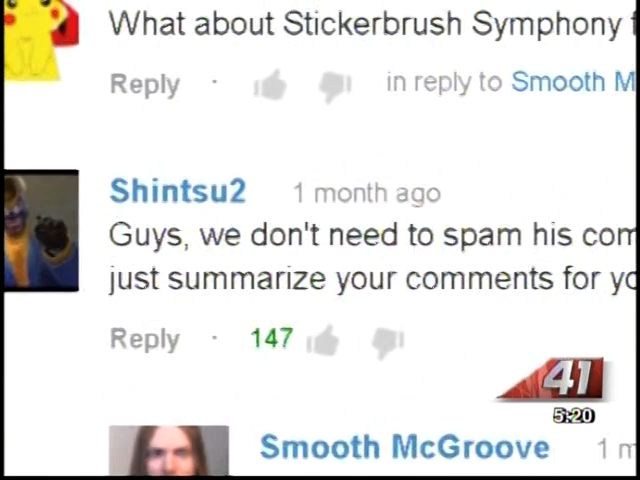 What about Stickerbrush Symphony
Reply · in reply to Smooth M
Shintsu2 1 month ago
Guys, we don't need to spam his com
just summarize your comments for yo
Reply · 147
41
5:20
Smooth McGroove 1 m